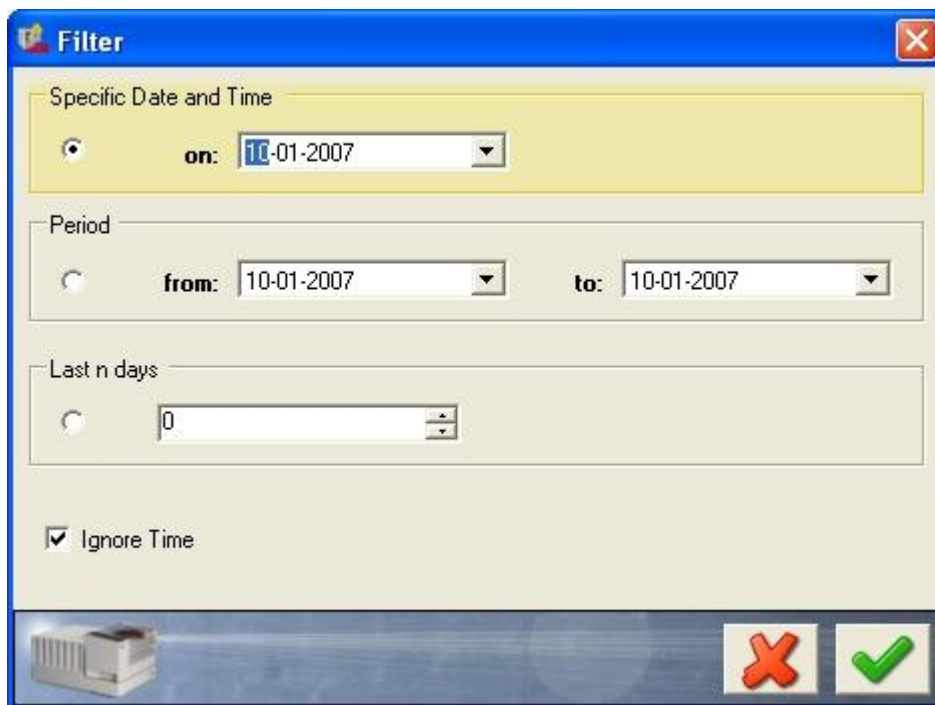 Filter
Specific Date and Time
on: 10-01-2007
Period
from: 10-01-2007 to: 10-01-2007
Last n days
0
Ignore Time